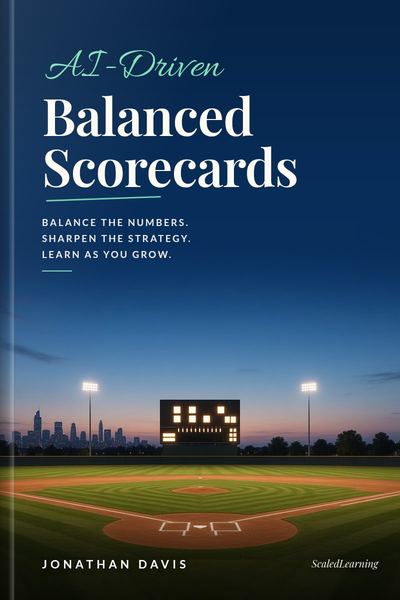 AI-Driven
Balanced
Scorecards
BALANCE THE NUMBERS.
SHARPEN THE STRATEGY.
LEARN AS YOU GROW.
JONATHAN DAVIS
ScaledLearning